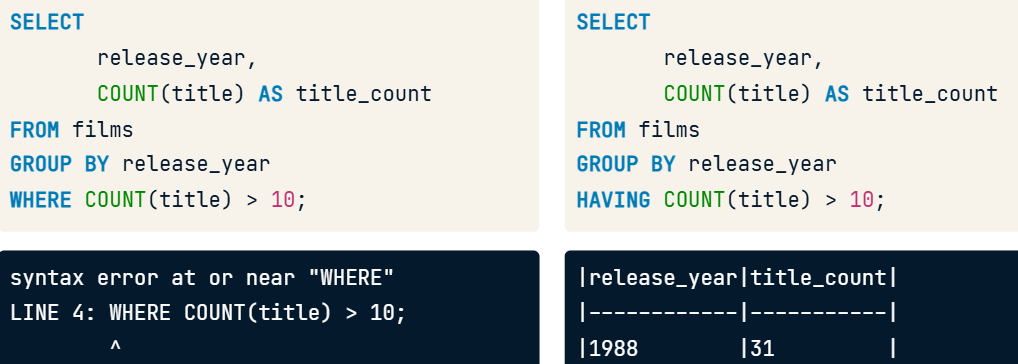 SELECT
release_year,
COUNT(title) AS title_count
FROM films
GROUP BY release_year
WHERE COUNT(title) > 10;
syntax error at or near "WHERE"
LINE 4: WHERE COUNT(title) > 10;
^
SELECT
release_year,
COUNT(title) AS title_count
FROM films
GROUP BY release_year
HAVING COUNT(title) > 10;
|release_year|title_count|
|------------|-----------|
|1988 |31 |